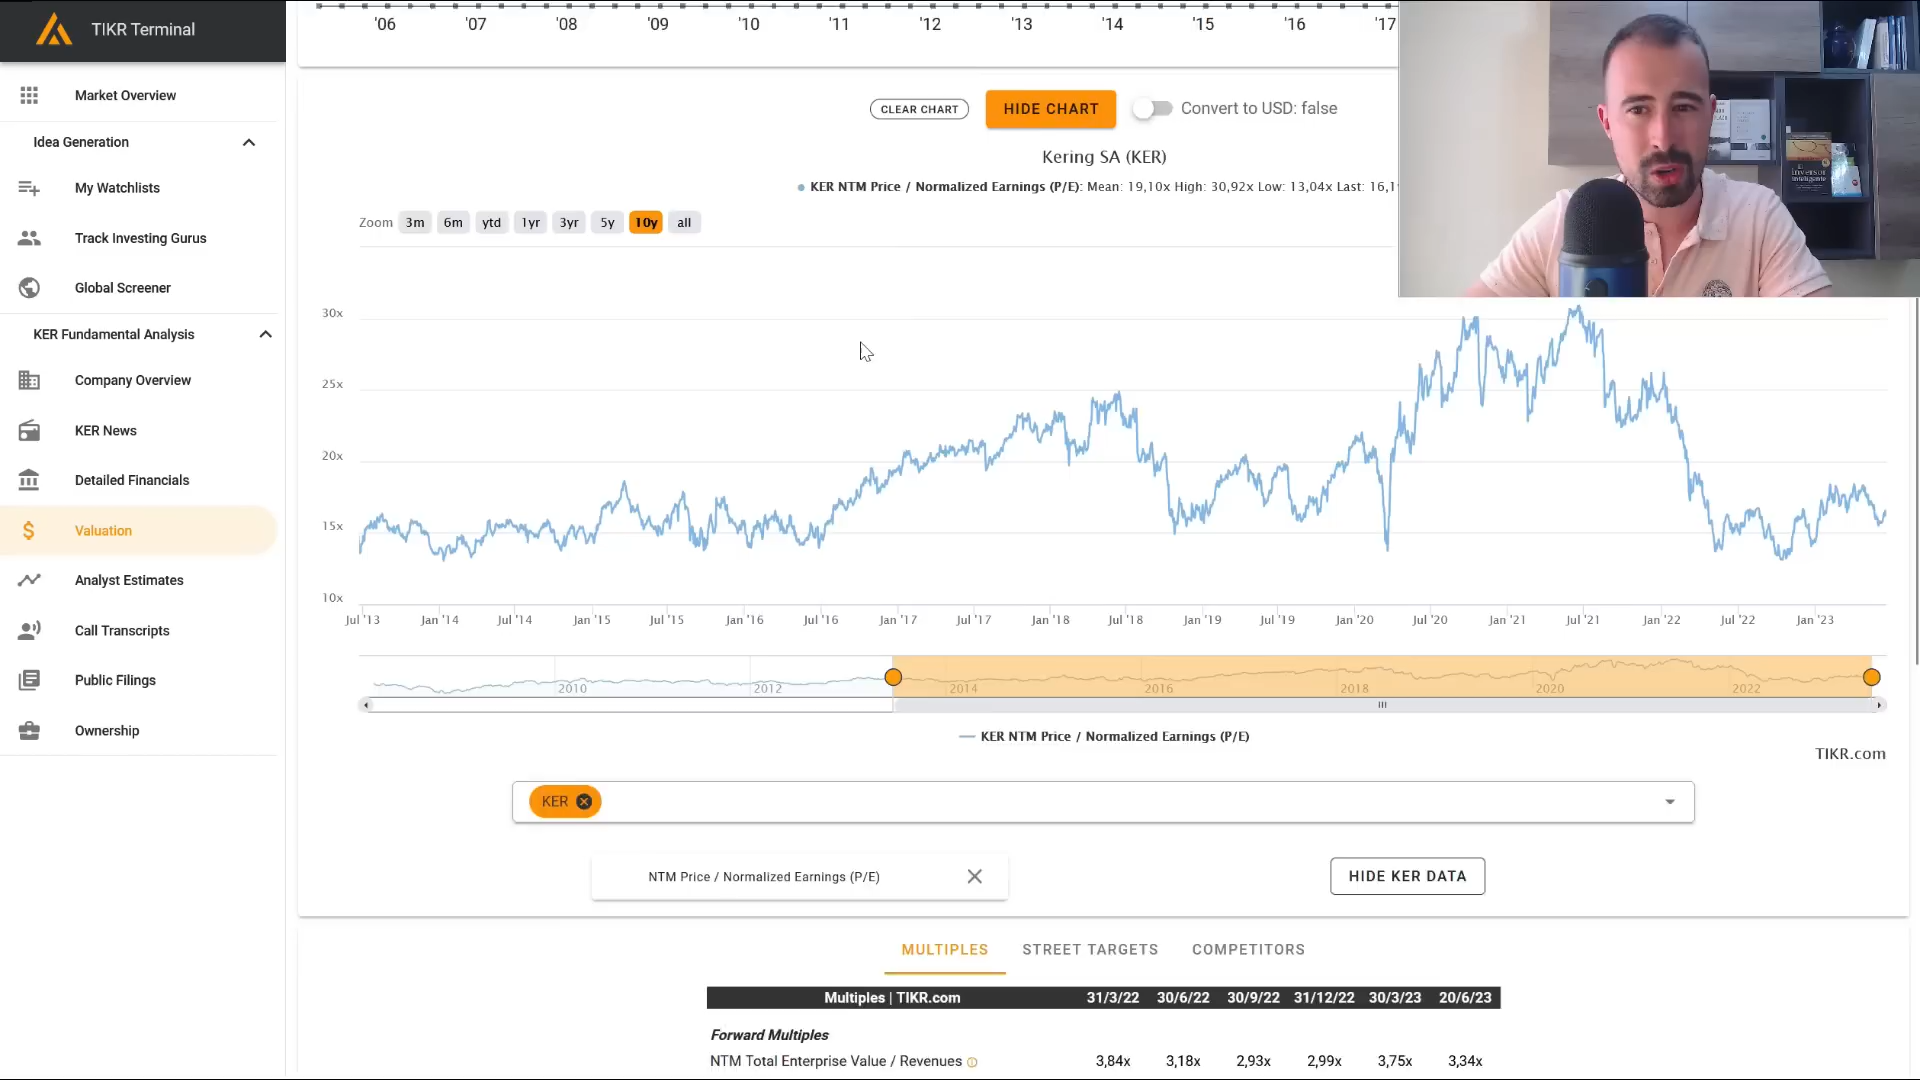 TIKR Terminal
Market Overview
Idea Generation
My Watchlists
Track Investing Gurus
Global Screener
KER Fundamental Analysis
Company Overview
KER News
Detailed Financials
Valuation
Analyst Estimates
Call Transcripts
Public Filings
Ownership
'06 '07 '08 '09 '10 '11 '12 '13 '14 '15 '16 '17
CLEAR CHART
HIDE CHART
Convert to USD: false
Kering SA (KER)
KER NTM Price / Normalized Earnings (P/E): Mean: 19,10x High: 30,92x Low: 13,04x Last: 16,1
Zoom 3m 6m ytd 1yr 3yr 5y 10y all
30x
25x
20x
15x
10x
Jul '13 Jan '14 Jul '14 Jan '15 Jul '15 Jan '16 Jul '16 Jan '17 Jul '17 Jan '18 Jul '18 Jan '19 Jul '19 Jan '20 Jul '20 Jan '21 Jul '21 Jan '22 Jul '22 Jan '23
2010 2012 2014 2016 2018 2020 2022
KER NTM Price / Normalized Earnings (P/E)
TIKR.com
KER
NTM Price / Normalized Earnings (P/E)
HIDE KER DATA
MULTIPLES STREET TARGETS COMPETITORS
Multiples | TIKR.com 31/3/22 30/6/22 30/9/22 31/12/22 30/3/23 20/6/23
Forward Multiples
NTM Total Enterprise Value / Revenues 3,84x 3,18x 2,93x 2,99x 3,75x 3,34x
inversor
inteligente